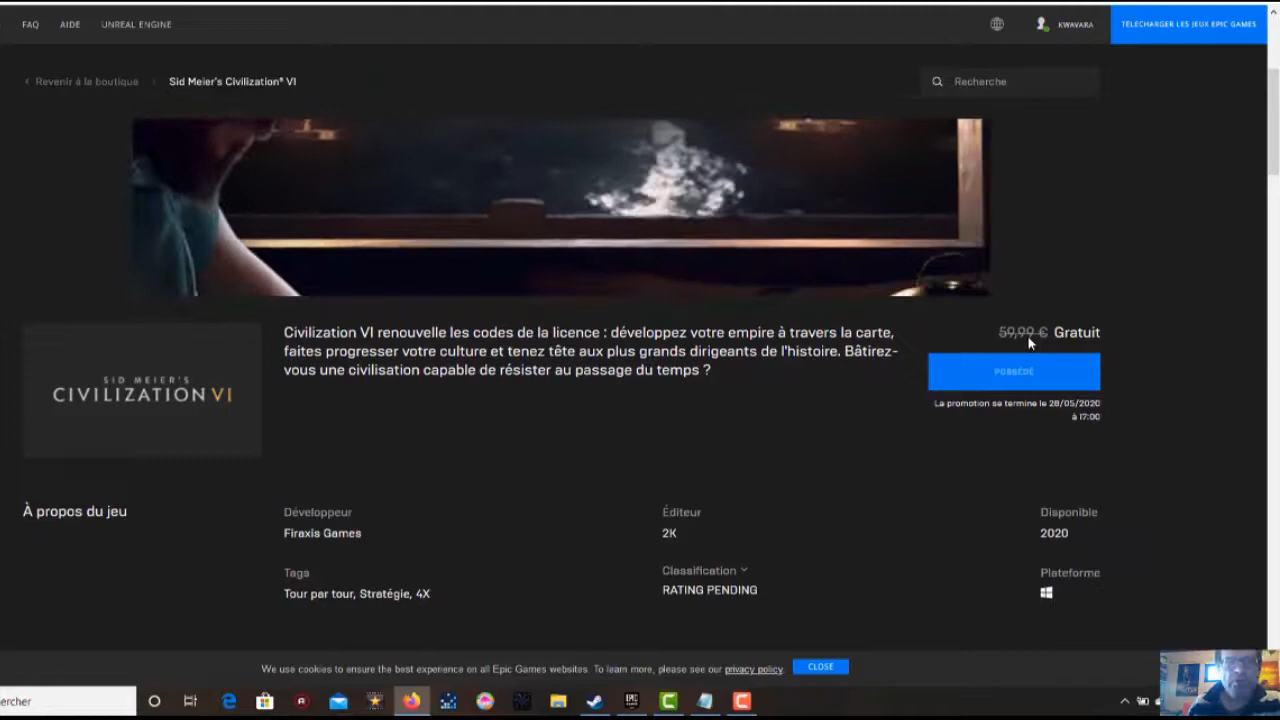 FAQ AIDE UNREAL ENGINE KWAVARA TÉLÉCHARGER LES JEUX EPIC GAMES
Revenir à la boutique Sid Meier's Civilization® VI Recherche
Civilization VI renouvelle les codes de la licence : développez votre empire à travers la carte,
faites progresser votre culture et tenez tête aux plus grands dirigeants de l'histoire. Bâtirez-
vous une civilisation capable de résister au passage du temps ?
59,99 € Gratuit
POSSÉDÉ
La promotion se termine le 28/05/2020
à 17:00
SID MEIER'S
CIVILIZATION VI
À propos du jeu
Développeur
Firaxis Games
Éditeur
2K
Disponible
2020
Tags
Tour par tour, Stratégie, 4X
Classification
RATING PENDING
Plateforme
We use cookies to ensure the best experience on all Epic Games websites. To learn more, please see our privacy policy. CLOSE
ercher
EPIC